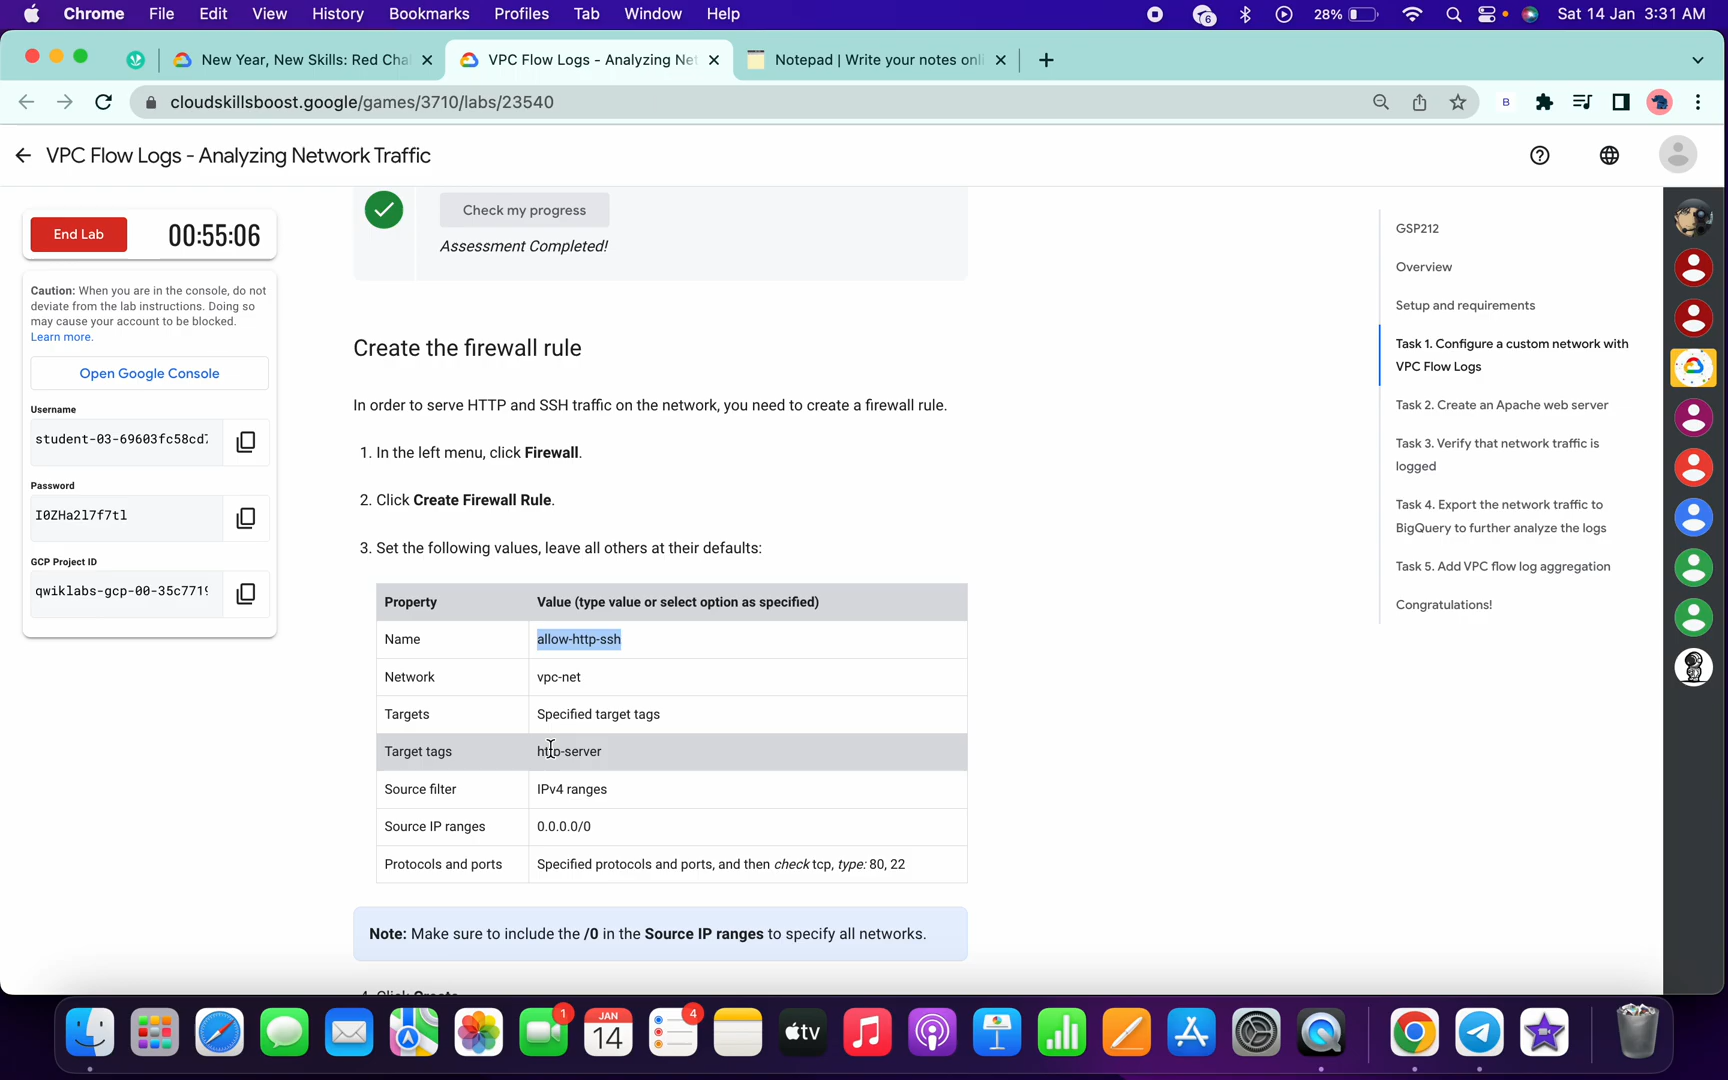 Chrome File Edit View History Bookmarks Profiles Tab Window Help 6 28% Sat 14 Jan 3:31 AM
New Year, New Skills: Red Cha VPC Flow Logs - Analyzing Net Notepad | Write your notes onli
cloudskillsboost.google/games/3710/labs/23540 B
VPC Flow Logs - Analyzing Network Traffic
End Lab 00:55:06
Caution: When you are in the console, do not
deviate from the lab instructions. Doing so
may cause your account to be blocked.
Learn more.
Open Google Console
Username
student-03-69603fc58cd
Password
I0ZHa2l7f7tl
GCP Project ID
qwiklabs-gcp-00-35c7719
Check my progress
Assessment Completed!
Create the firewall rule
In order to serve HTTP and SSH traffic on the network, you need to create a firewall rule.
1. In the left menu, click Firewall.
2. Click Create Firewall Rule.
3. Set the following values, leave all others at their defaults:
Property Value (type value or select option as specified)
Name allow-http-ssh
Network vpc-net
Targets Specified target tags
Target tags http-server
Source filter IPv4 ranges
Source IP ranges 0.0.0.0/0
Protocols and ports Specified protocols and ports, and then check tcp, type: 80, 22
Note: Make sure to include the /0 in the Source IP ranges to specify all networks.
4. Click Create
GSP212
Overview
Setup and requirements
Task 1. Configure a custom network with
VPC Flow Logs
Task 2. Create an Apache web server
Task 3. Verify that network traffic is
logged
Task 4. Export the network traffic to
BigQuery to further analyze the logs
Task 5. Add VPC flow log aggregation
Congratulations!
1 JAN 14 4 tv